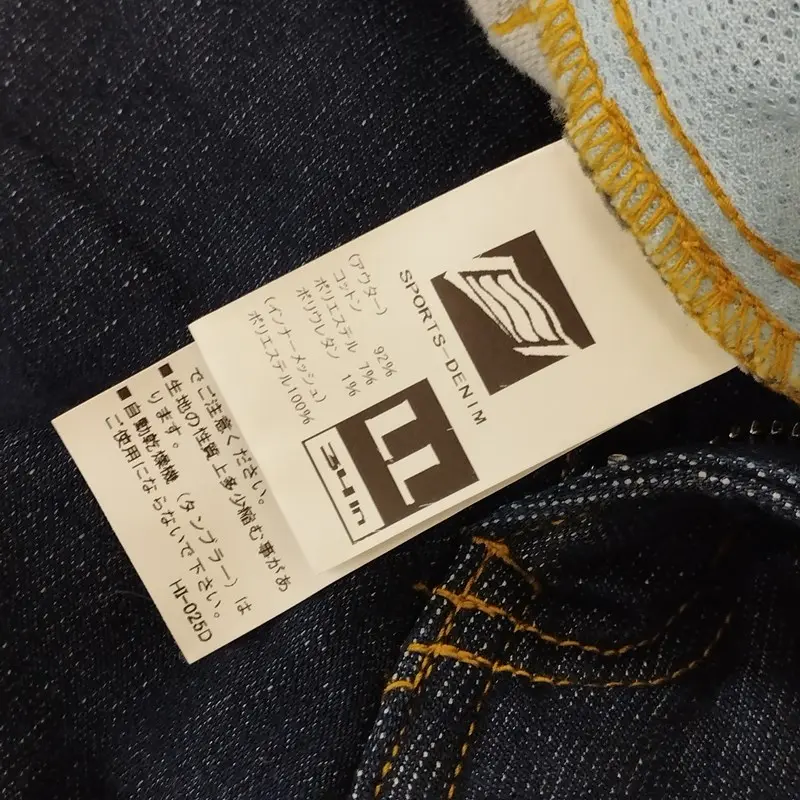 SPORTS-DENIM
(アウター)
コットン 92%
ポリエステル 7%
ポリウレタン 1%
(インナーメッシュ)
ポリエステル100%
LL
34 IN
でご注意ください。
■生地の性質上多少縮む事があ
ります。
■自動乾燥機(タンブラー)は
ご使用にならないで下さい。
HI-025D